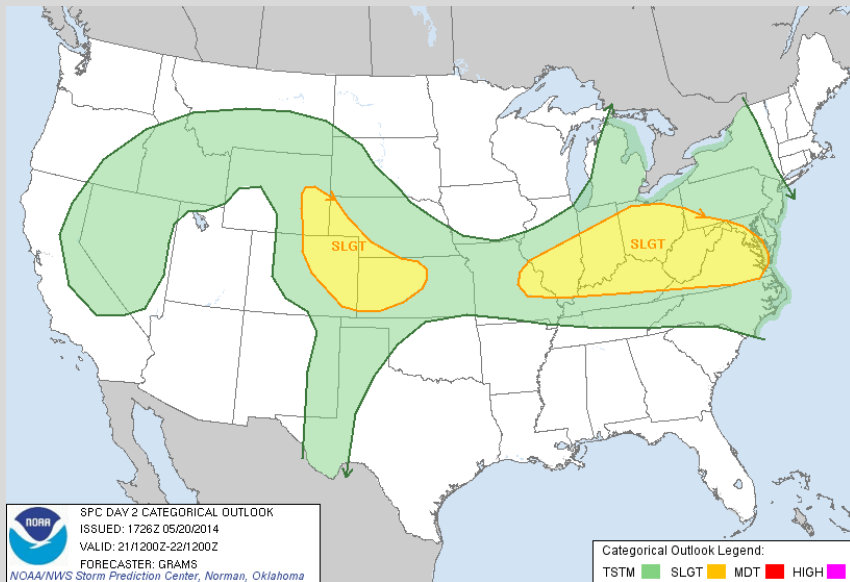 SLGT
SLGT
NOAA
SPC DAY 2 CATEGORICAL OUTLOOK
ISSUED: 1726Z 05/20/2014
VALID: 21/1200Z-22/1200Z
FORECASTER: GRAMS
NOAA/NWS Storm Prediction Center, Norman, Oklahoma
Categorical Outlook Legend:
TSTM SLGT MDT HIGH